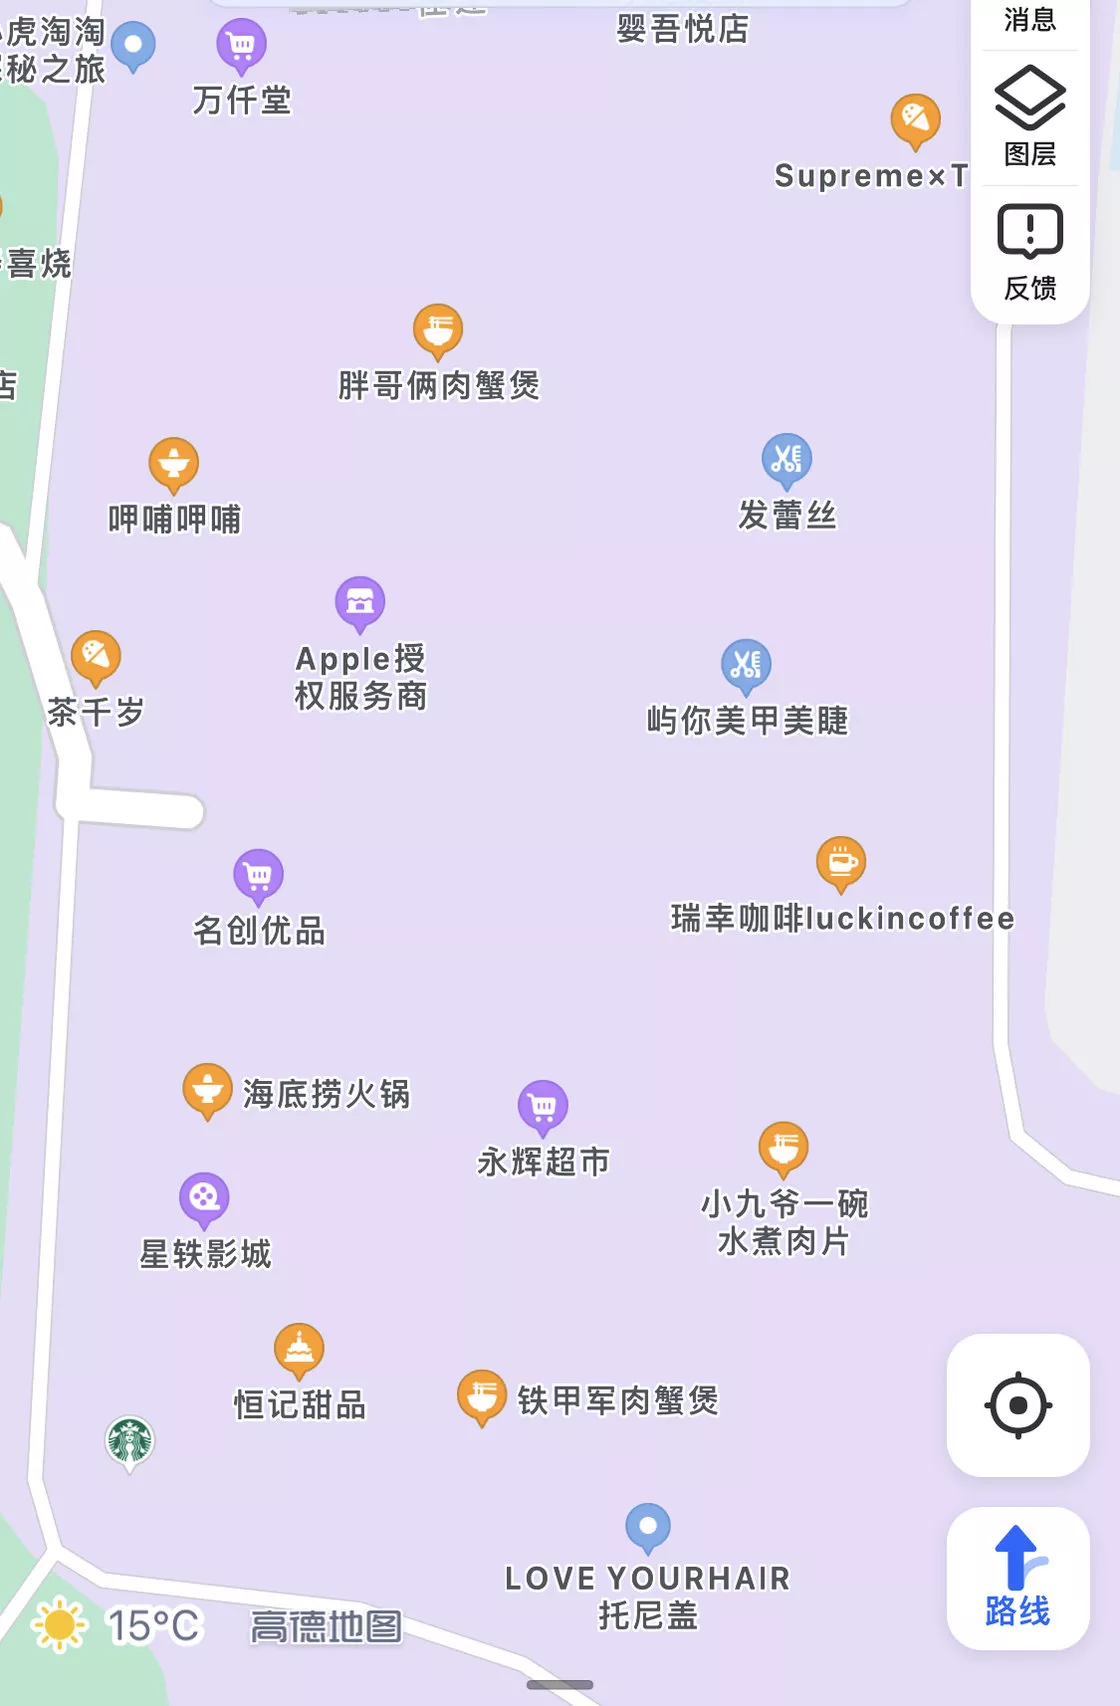 虎淘淘
秘之旅
万仟堂
婴吾悦店
消息
图层
反馈
Supreme×T
喜烧
店
胖哥俩肉蟹煲
呷哺呷哺
发蕾丝
Apple授
权服务商
茶千岁
屿你美甲美睫
名创优品
瑞幸咖啡luckincoffee
海底捞火锅
永辉超市
小九爷一碗
水煮肉片
星轶影城
恒记甜品
铁甲军肉蟹煲
LOVE YOURHAIR
托尼盖
路线
15°C
高德地图